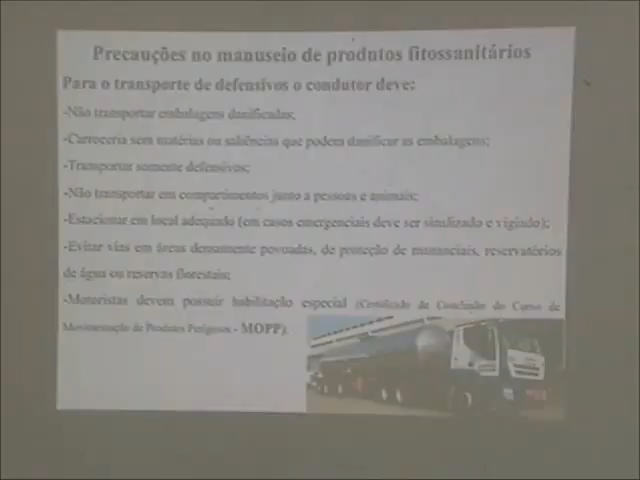 Precauções no manuseio de produtos fitossanitários
Para o transporte de defensivos o condutor deve:
-Não transportar embalagens danificadas;
-Carroceria sem matérias ou saliências que podem danificar as embalagens;
-Transportar somente defensivos;
-Não transportar em compartimentos junto a pessoas e animais;
-Estacionar em local adequado (em casos emergenciais deve ser sinalizado e vigiado);
-Evitar vias em áreas densamente povoadas, de proteção de mananciais, reservatórios
de água ou reservas florestais;
-Motoristas devem possuir habilitação especial (Certificado de Conclusão do Curso de
Movimentação de Produtos Perigosos - MOPP).